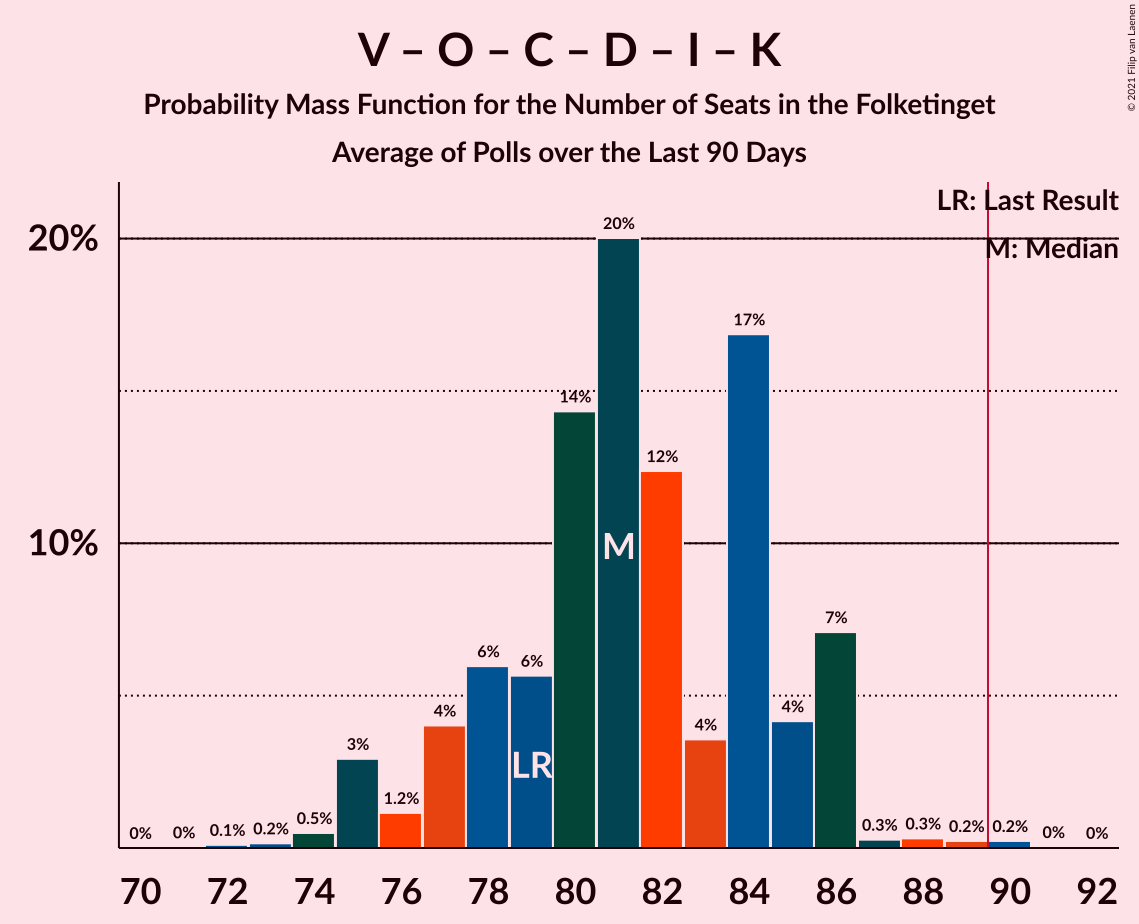 V – O – C – D – I – K
Probability Mass Function for the Number of Seats in the Folketinget
Average of Polls over the Last 90 Days
© 2021 Filip van Laenen
LR: Last Result
M: Median
20%
10%
0%
0%
0.1%
0.2%
0.5%
3%
1.2%
4%
6%
6%
14%
20%
12%
4%
17%
4%
7%
0.3%
0.3%
0.2%
0.2%
0%
0%
LR
M
70 72 74 76 78 80 82 84 86 88 90 92